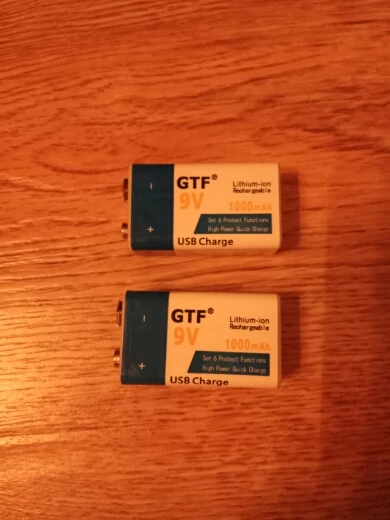 -
+
GTF®
9V
Lithium-ion
Rechargeable
1000mAh
Set 6 Protect Functions
High Power Quick Charge
USB Charge
-
+
GTF®
9V
Lithium-ion
Rechargeable
1000mAh
Set 6 Protect Functions
High Power Quick Charge
USB Charge